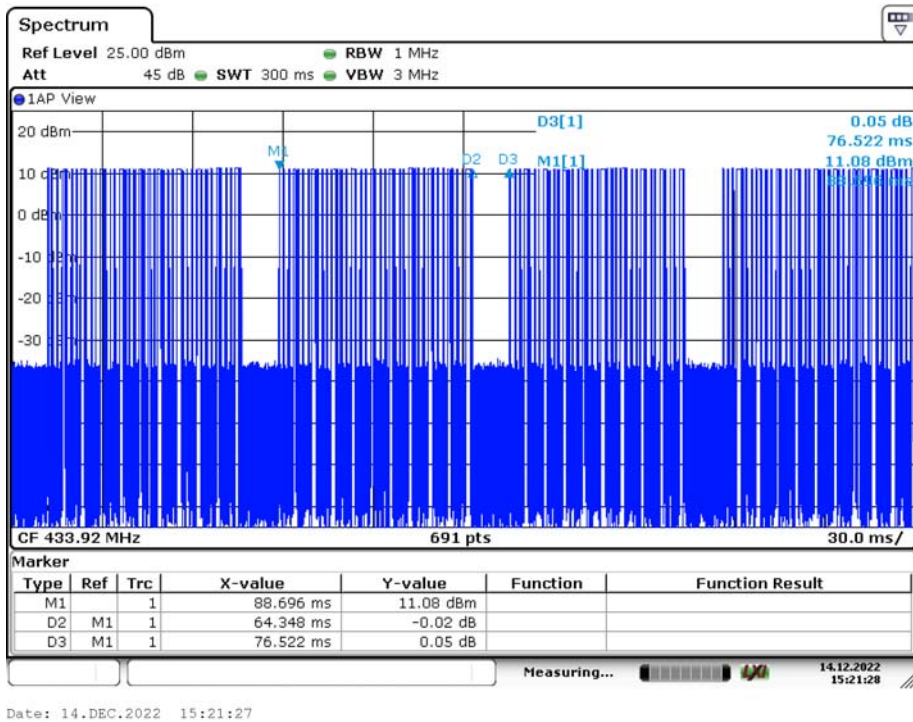 Spectrum
Ref Level 25.00 dBm RBW 1 MHz
Att 45 dB SWT 300 ms VBW 3 MHz
1AP View
D3[1] 0.05 dB
76.522 ms
M1[1] 11.08 dBm
88.696 ms
20 dBm
M1
D2 D3
10 dBm
0 dBm
-10 dBm
-20 dBm
-30 dBm
CF 433.92 MHz 691 pts 30.0 ms/
Marker
Type Ref Trc X-value Y-value Function Function Result
M1 1 88.696 ms 11.08 dBm
D2 M1 1 64.348 ms -0.02 dB
D3 M1 1 76.522 ms 0.05 dB
Measuring... LXI 14.12.2022
15:21:28
Date: 14.DEC.2022 15:21:27